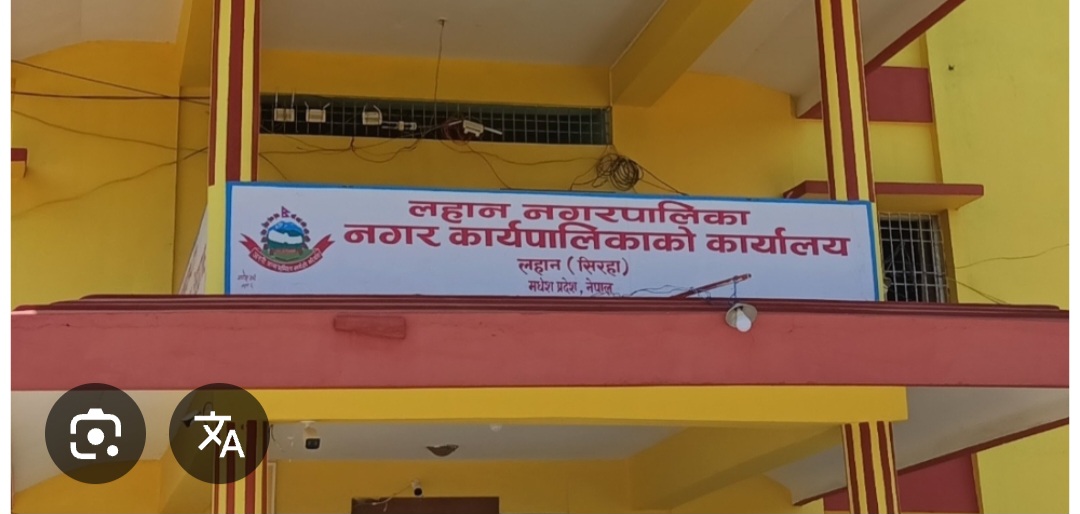 लहान नगरपालिका
नगर कार्यपालिकाको कार्यालय
लहान (सिरहा)
मधेश प्रदेश, नेपाल